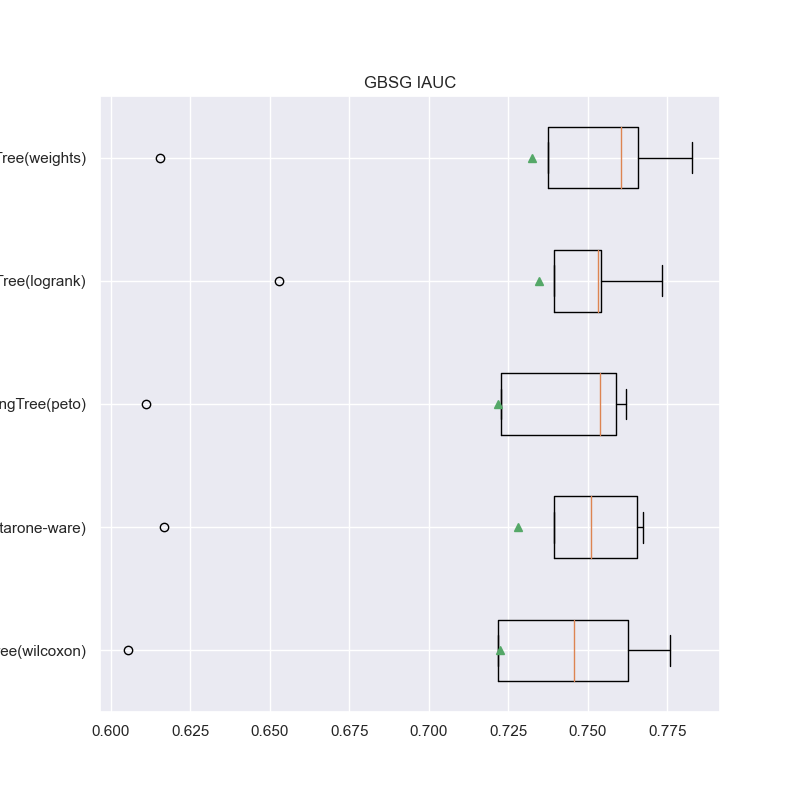 GBSG IAUC
Tree(weights)
Tree(logrank)
ngTree(peto)
tarone-ware)
ree(wilcoxon)
0.600 0.625 0.650 0.675 0.700 0.725 0.750 0.775